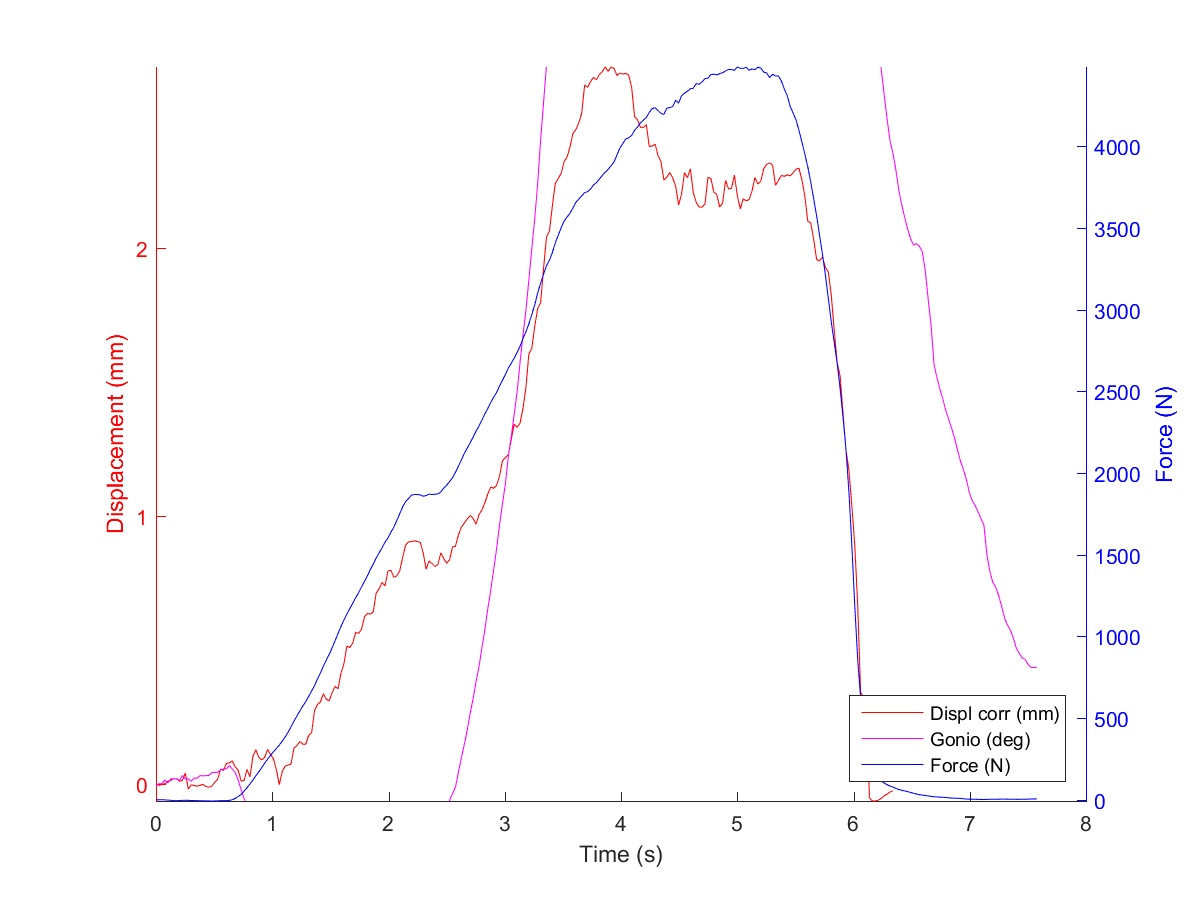 Displacement (mm)
2
1
0
4000
3500
3000
2500
2000
1500
1000
500
0
Force (N)
Displ corr (mm)
Gonio (deg)
Force (N)
0 1 2 3 4 5 6 7 8
Time (s)